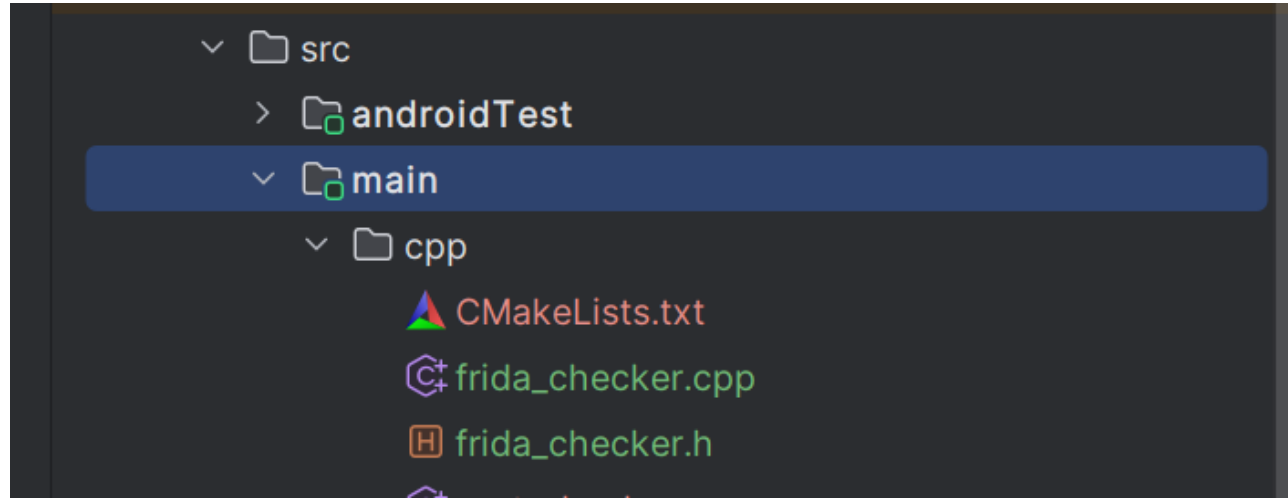 src
androidTest
main
cpp
CMakeLists.txt
frida_checker.cpp
frida_checker.h